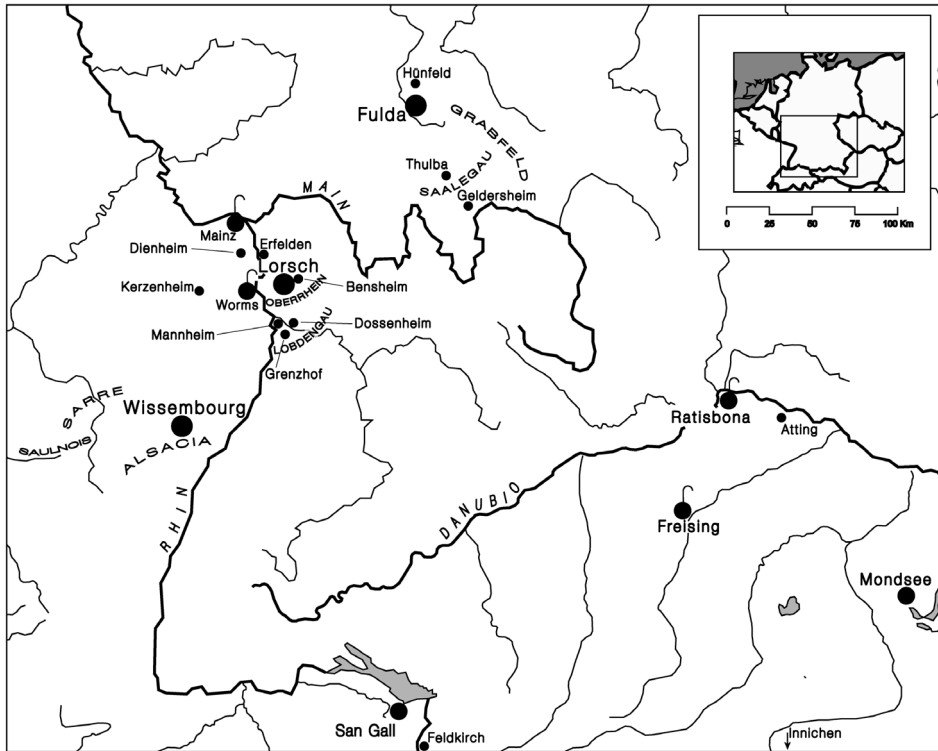 Hünfeld
Fulda
GRABFELD
Thulba
SAALEGAU
Geldersheim
MAIN
0 25 50 75 100 Km
Mainz
Dienheim
Erfelden
Lorsch
Kerzenheim
Worms
OBERRHEIN
Bensheim
Mannheim
LOBDENGAU
Dossenheim
Grenzhof
SARRE
Wissembourg
SAULNOIS
ALSACIA
Ratisbona
Atting
RHIN
DANUBIO
Freising
Mondsee
San Gall
Feldkirch
Innichen